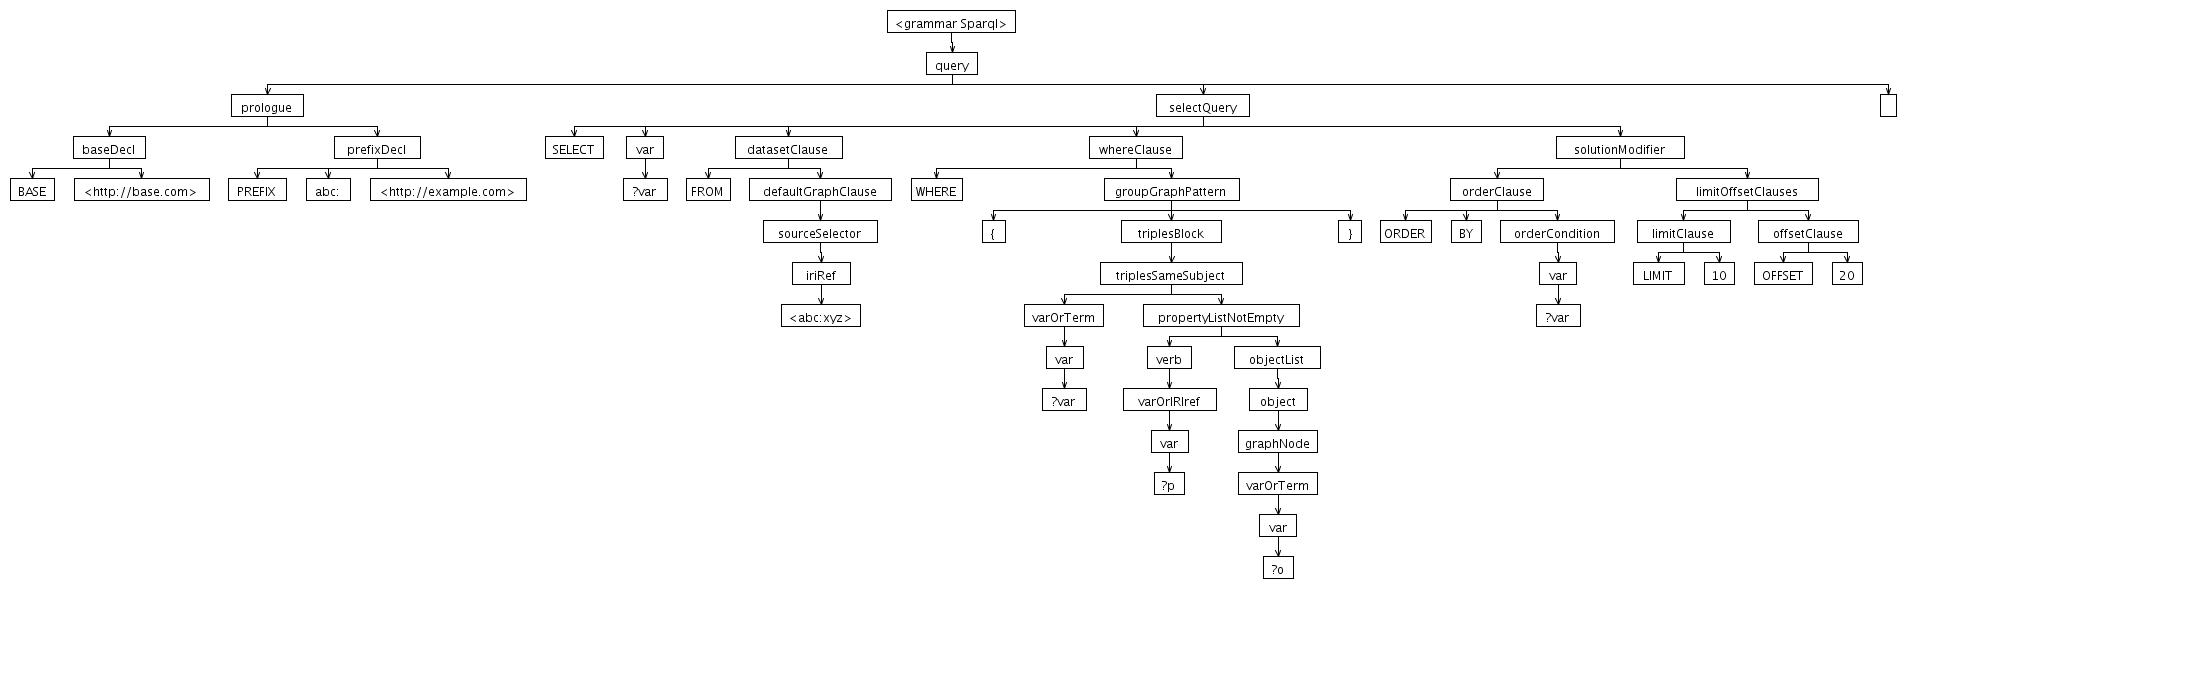 <grammar Sparql>
query
prologue selectQuery
baseDecl prefixDecl SELECT var datasetClause whereClause solutionModifier
BASE <http://base.com> PREFIX abc: <http://example.com> ?var FROM defaultGraphClause WHERE groupGraphPattern orderClause limitOffsetClauses
sourceSelector { triplesBlock } ORDER BY orderCondition limitClause offsetClause
iriRef triplesSameSubject var LIMIT 10 OFFSET 20
<abc:xyz> varOrTerm propertyListNotEmpty ?var
var verb objectList
?var varOrIRIref object
var graphNode
?p varOrTerm
var
?o